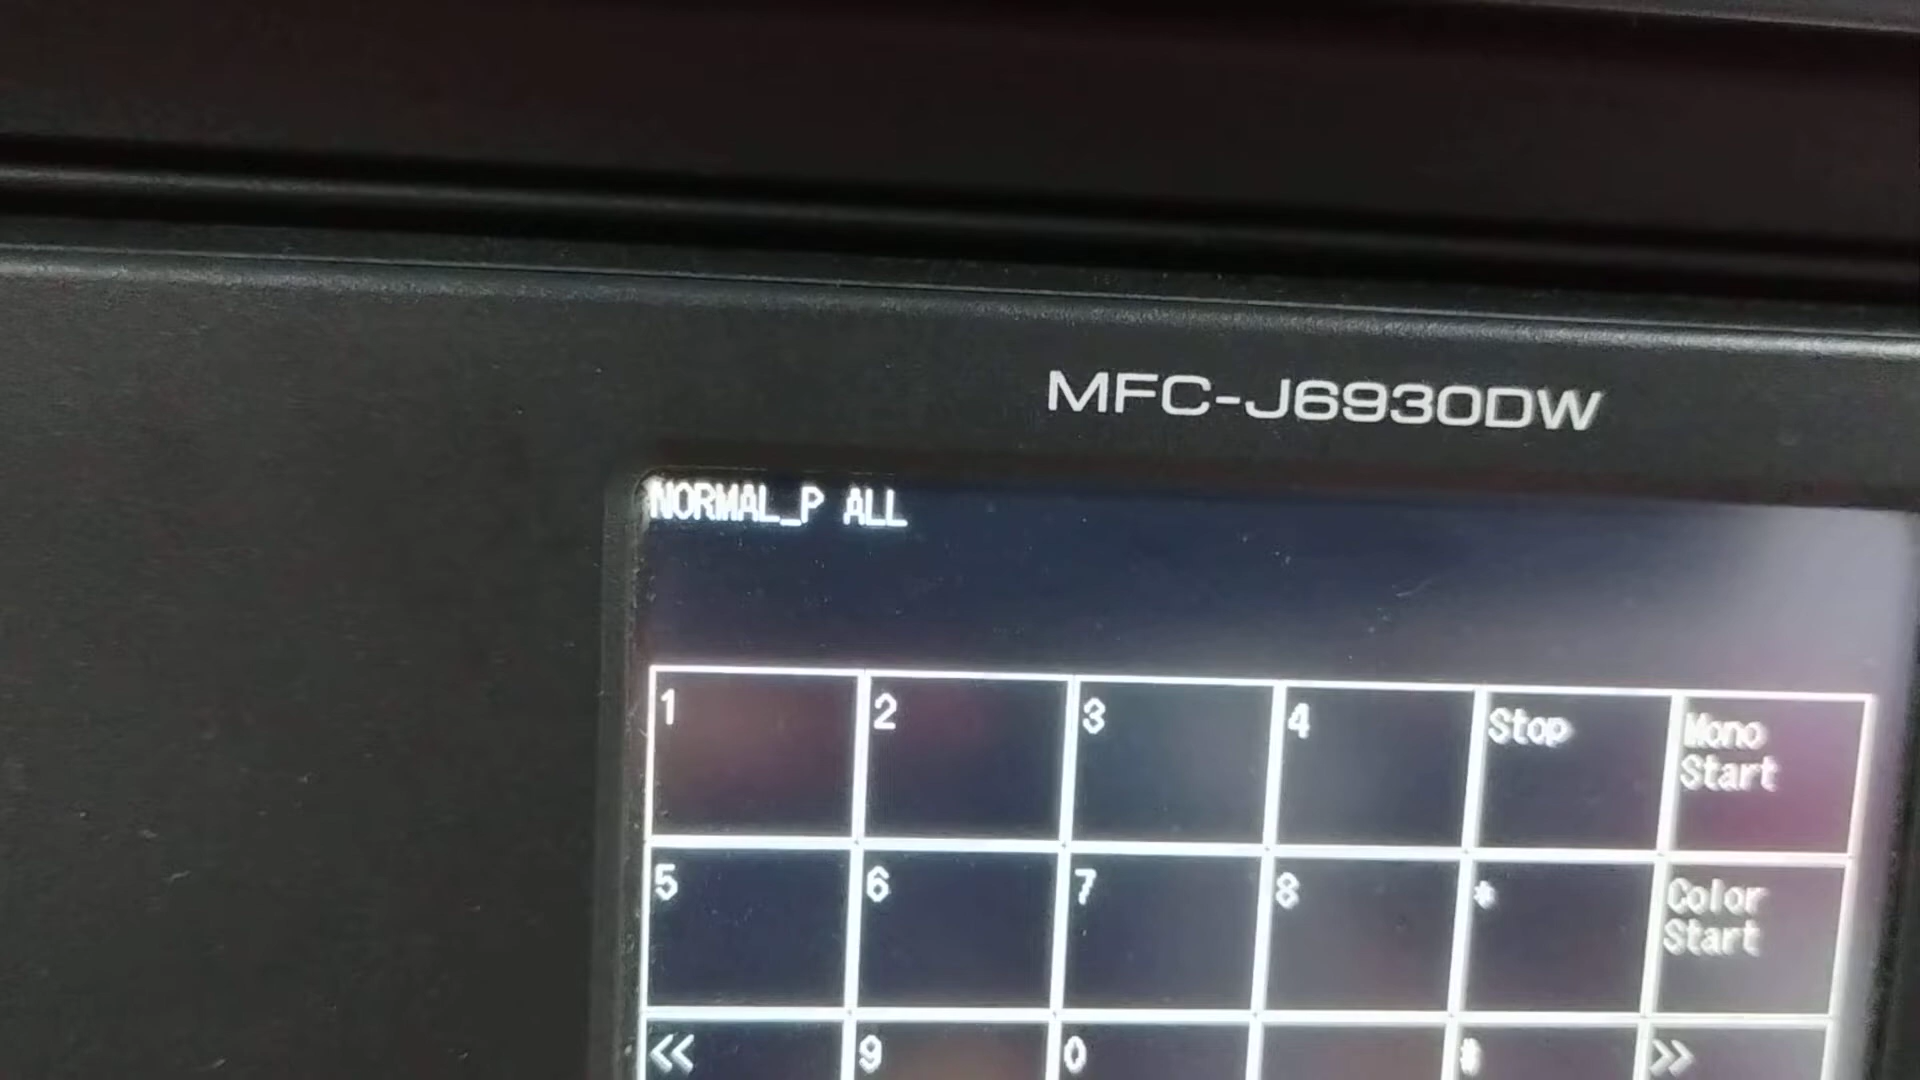 MFC-J6930DW
NORMAL_P ALL
1 2 3 4 Stop Mono Start
5 6 7 8 * Color Start
<< 9 0 # >>